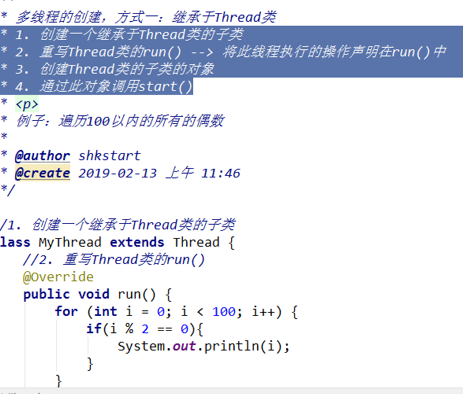 * 多线程的创建，方式一：继承于Thread类
* 1. 创建一个继承于Thread类的子类
* 2. 重写Thread类的run() --> 将此线程执行的操作声明在run()中
* 3. 创建Thread类的子类的对象
* 4. 通过此对象调用start()
* <p>
* 例子：遍历100以内的所有的偶数
*
* @author shkstart
* @create 2019-02-13 上午 11:46
*/
/1. 创建一个继承于Thread类的子类
lass MyThread extends Thread {
//2. 重写Thread类的run()
@Override
public void run() {
for (int i = 0; i < 100; i++) {
if(i % 2 == 0){
System.out.println(i);
}
}